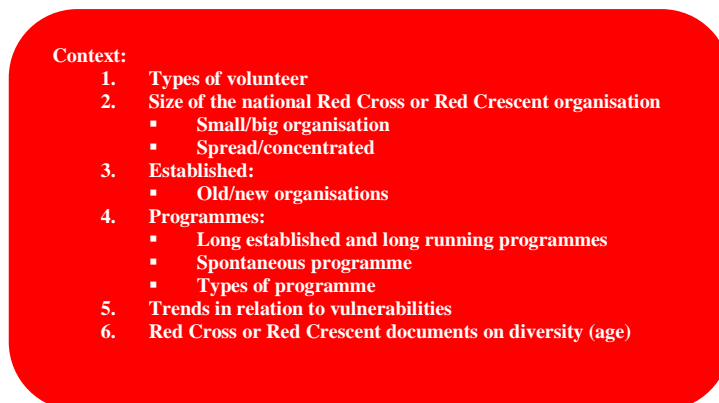 Context:
1. Types of volunteer
2. Size of the national Red Cross or Red Crescent organisation
▪ Small/big organisation
▪ Spread/concentrated
3. Established:
▪ Old/new organisations
4. Programmes:
▪ Long established and long running programmes
▪ Spontaneous programme
▪ Types of programme
5. Trends in relation to vulnerabilities
6. Red Cross or Red Crescent documents on diversity (age)